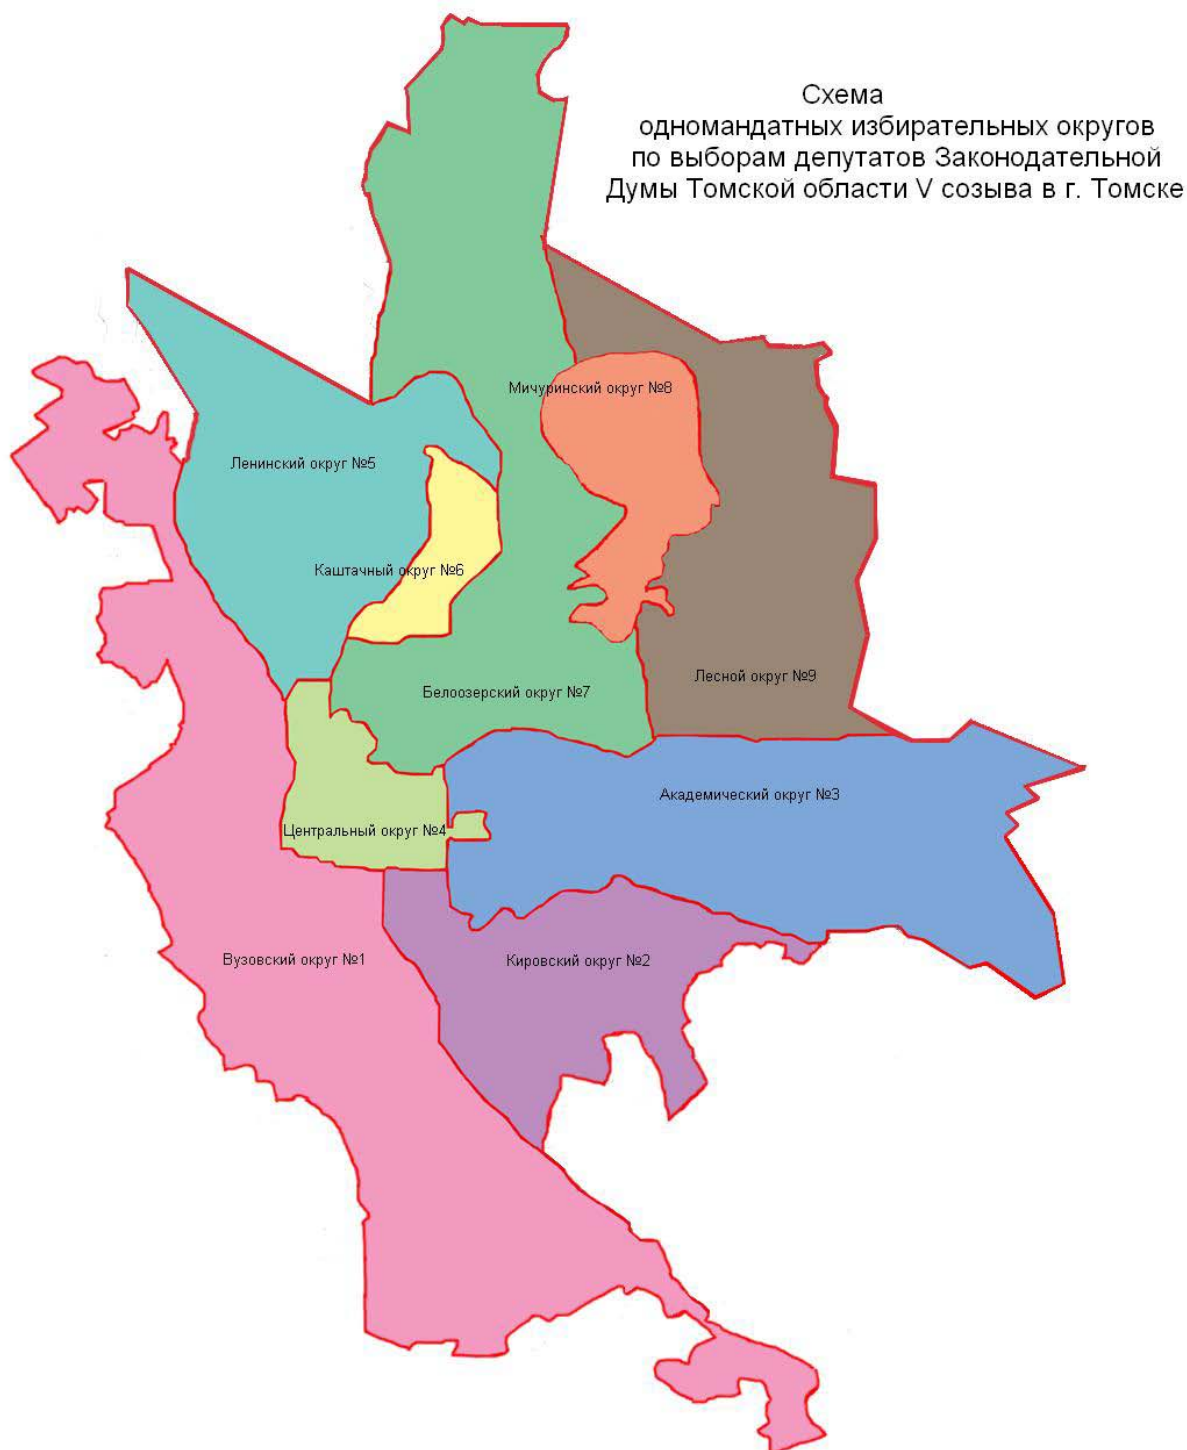 Схема
одномандатных избирательных округов
по выборам депутатов Законодательной
Думы Томской области V созыва в г. Томске
Мичуринский округ №8
Ленинский округ №5
Каштачный округ №6
Лесной округ №9
Белоозерский округ №7
Академический округ №3
Центральный округ №4
Вузовский округ №1
Кировский округ №2